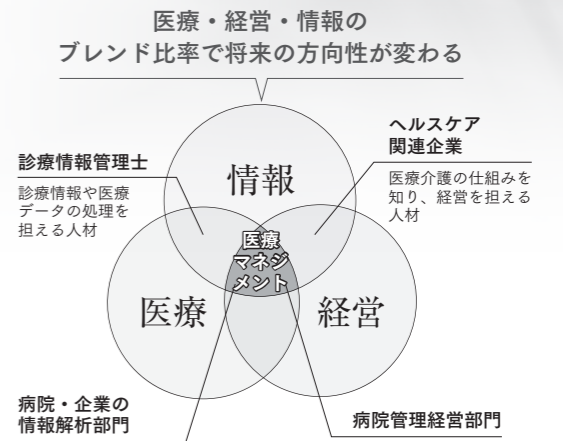 医療・経営・情報の
ブレンド比率で将来の方向性が変わる
ヘルスケア
関連企業
医療介護の仕組みを
知り、経営を担える
人材
診療情報管理士
診療情報や医療
データの処理を
担える人材
情報
医療
マネジ
メント
医療
経営
病院・企業の
情報解析部門
病院管理経営部門